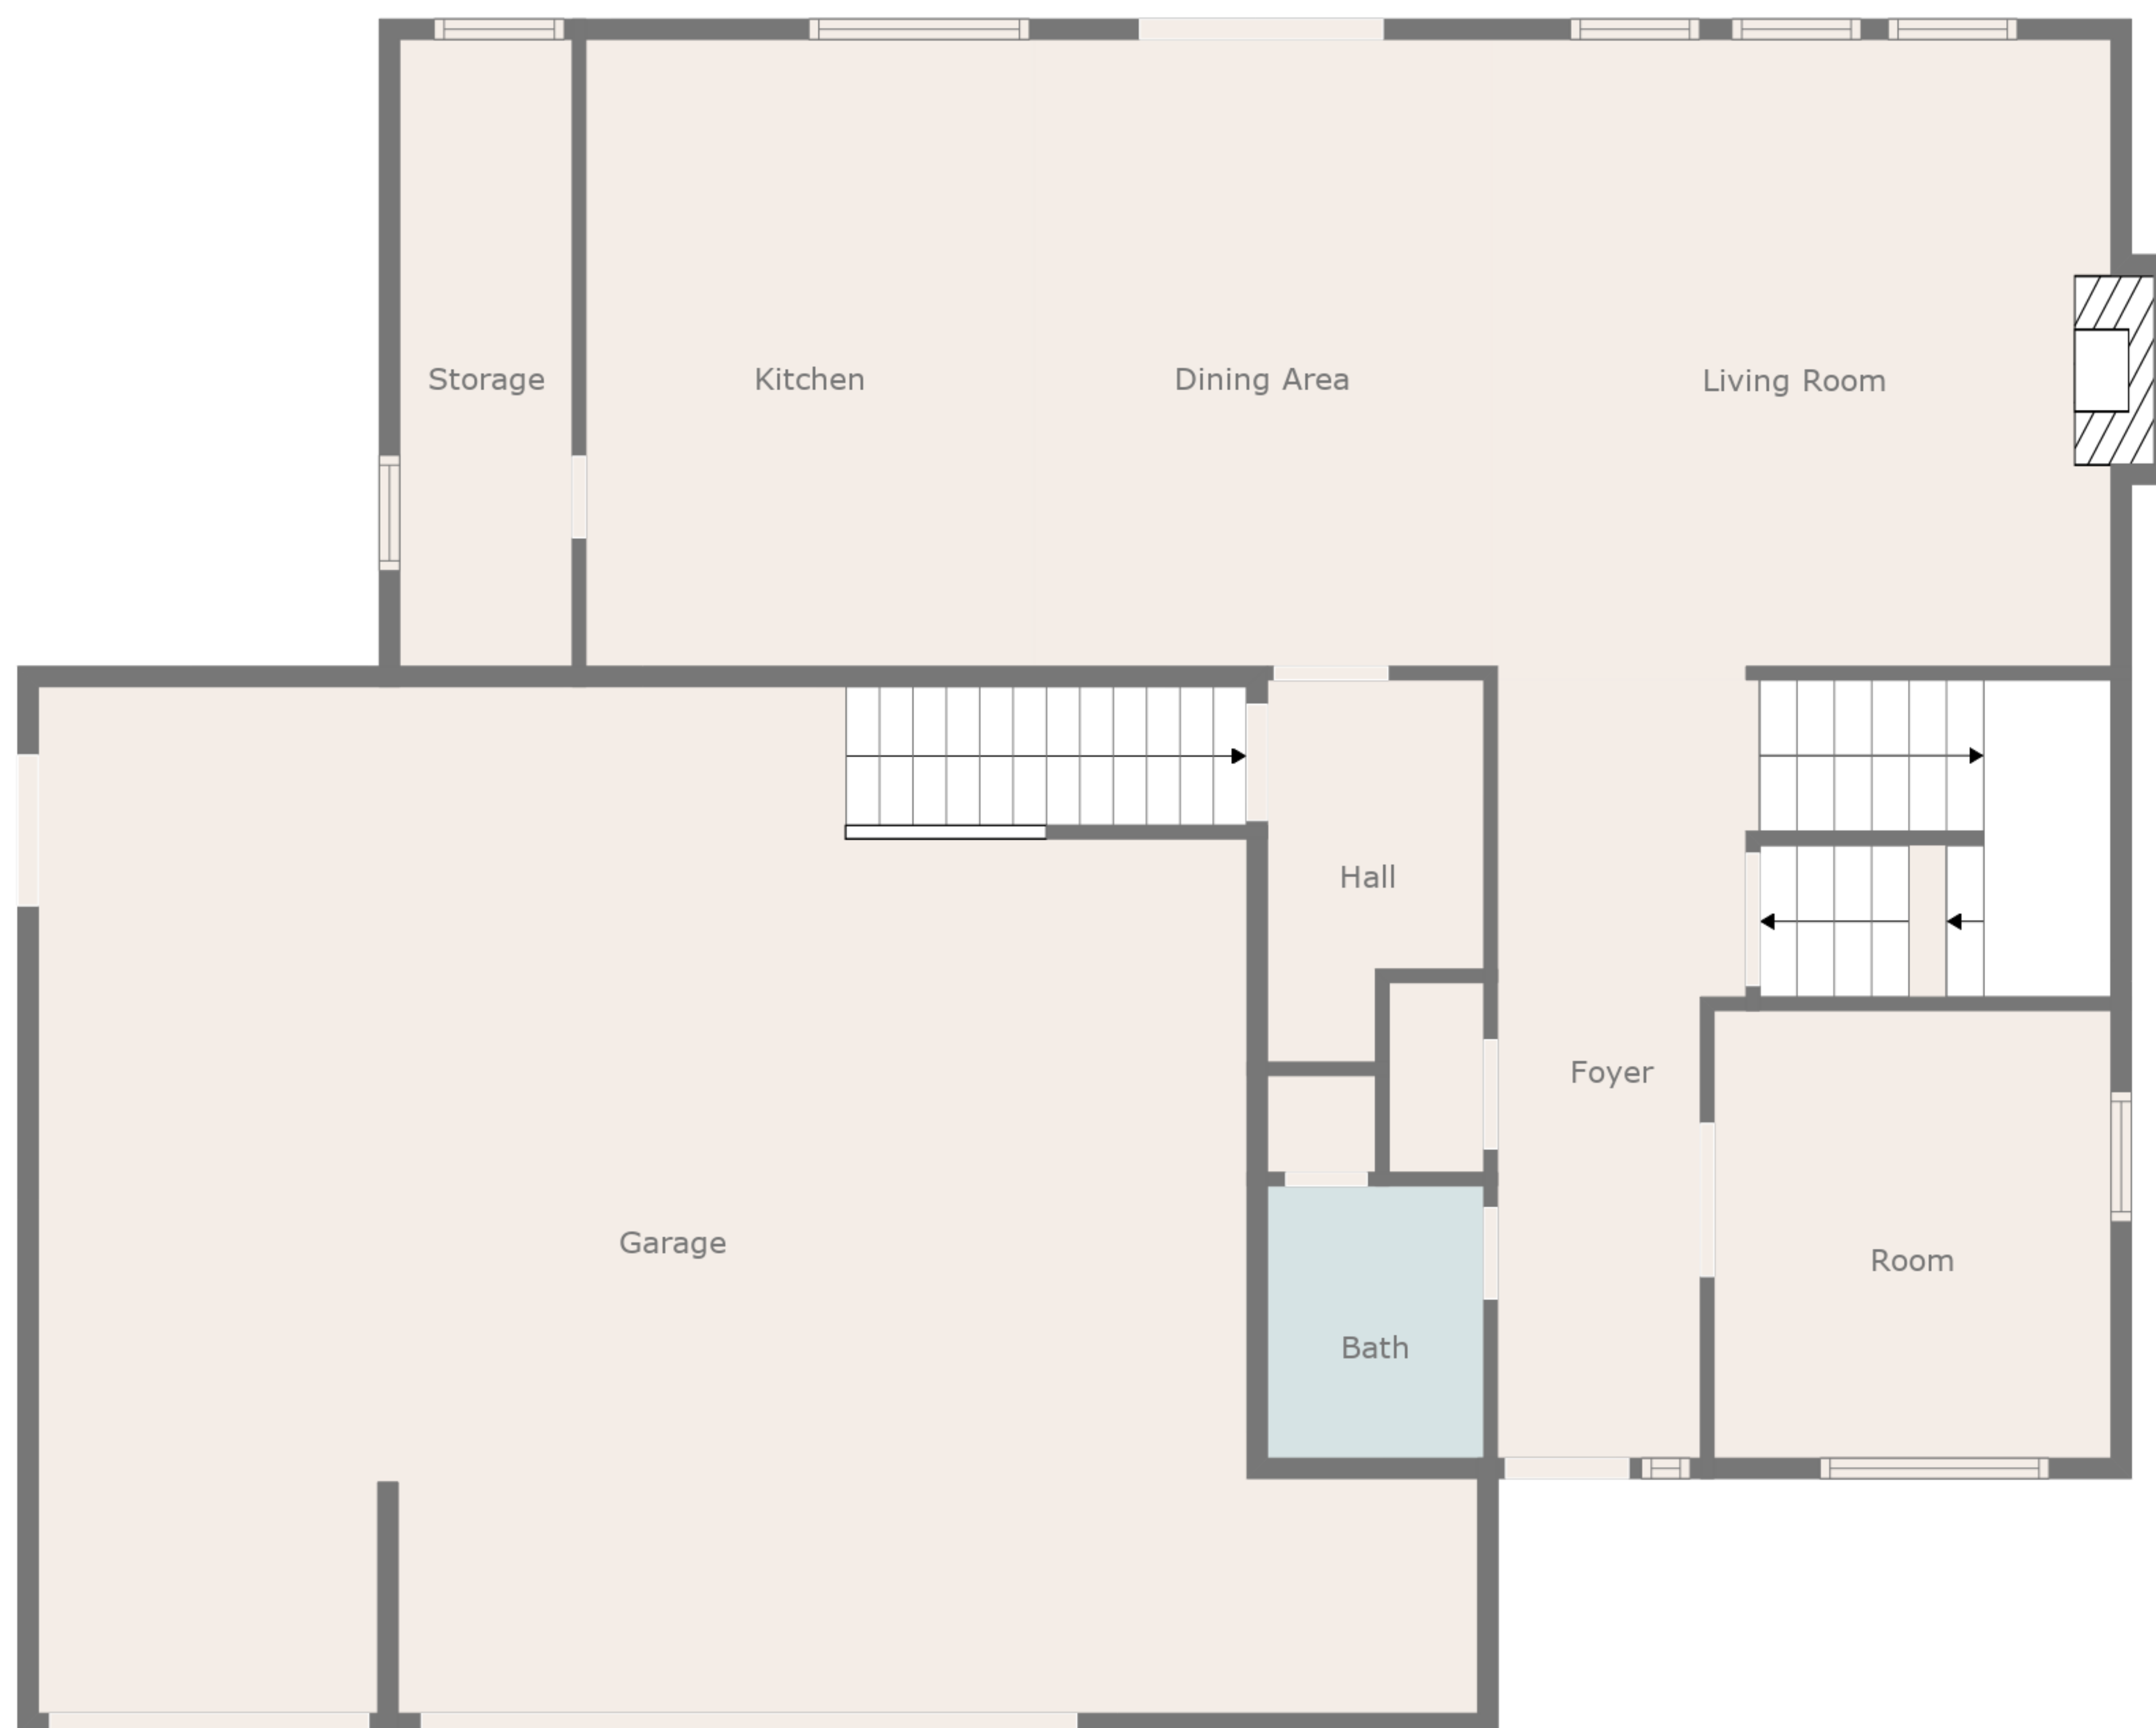 Storage
Kitchen
Dining Area
Living Room
Hall
Foyer
Garage
Room
Bath